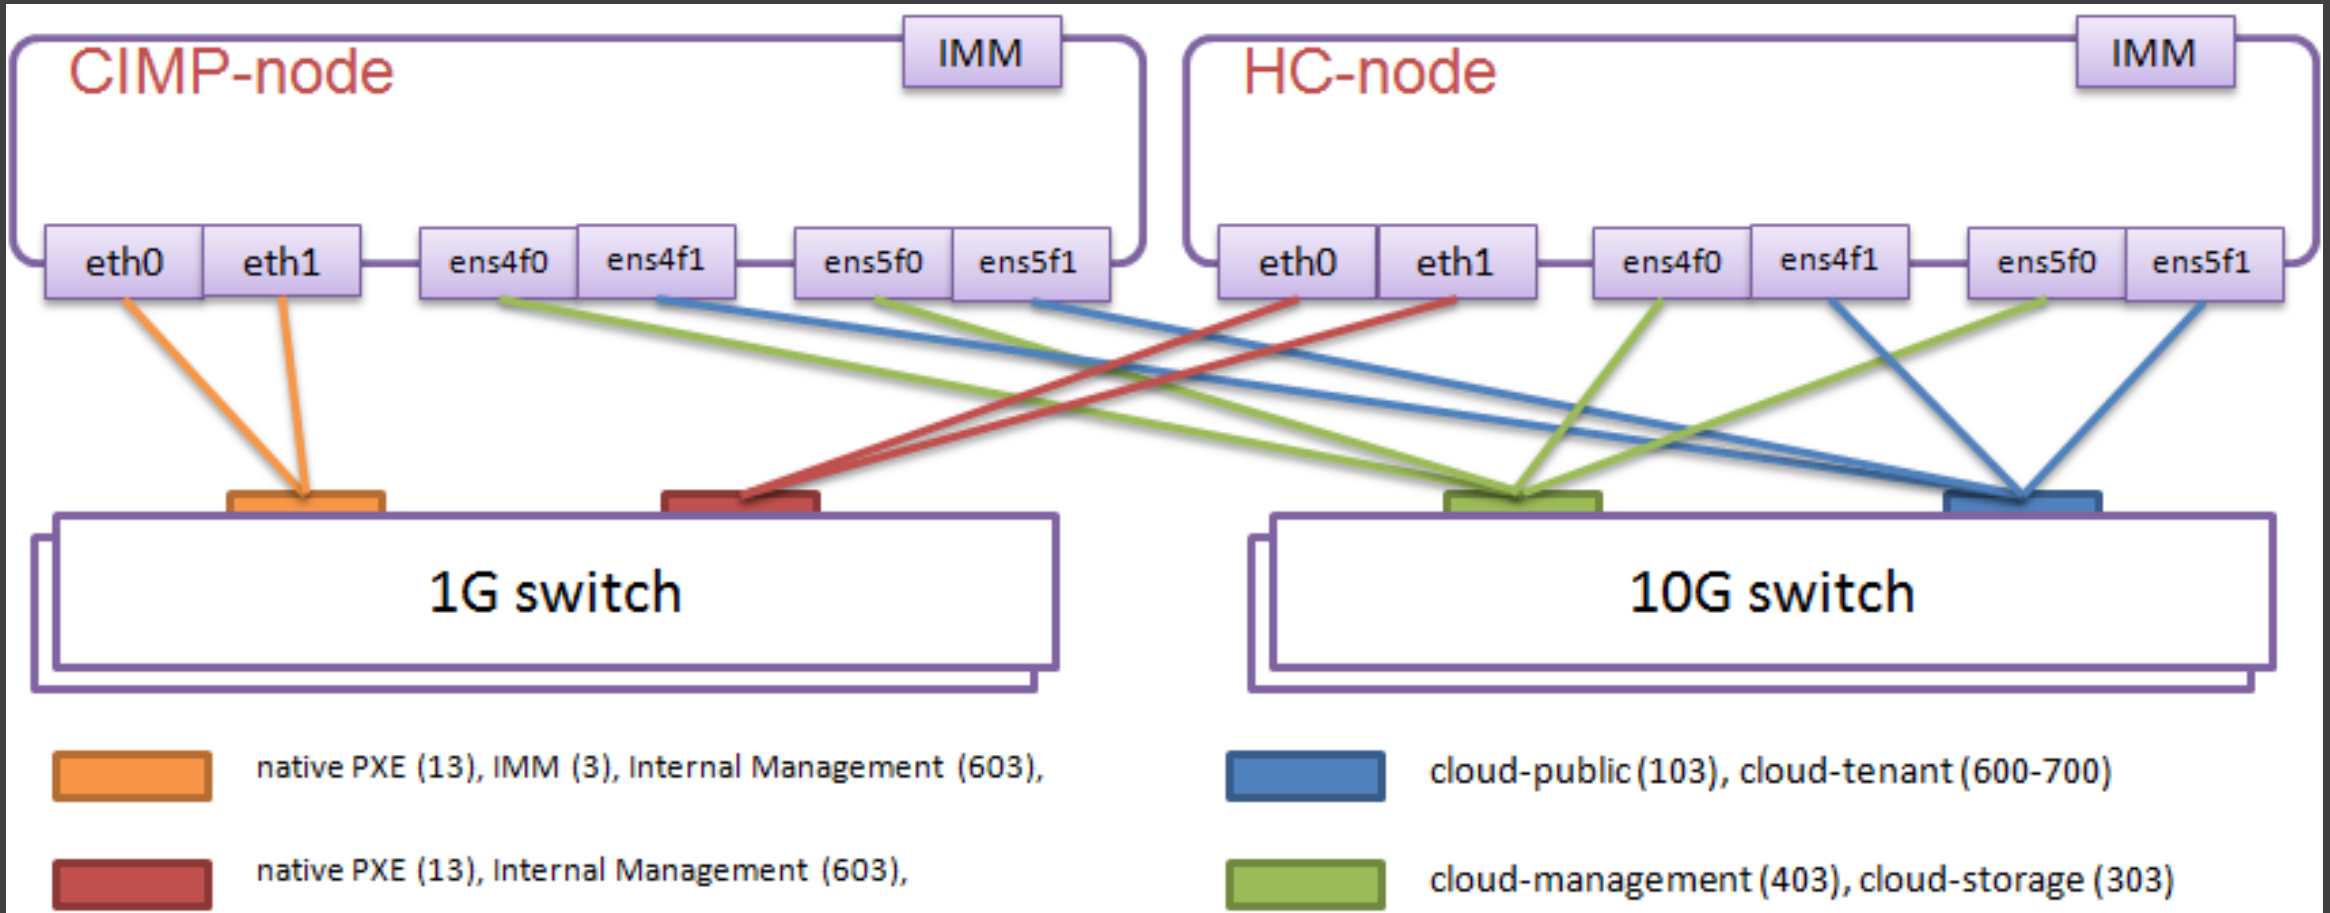 CIMP-node
IMM
HC-node
IMM
eth0
eth1
ens4f0
ens4f1
ens5f0
ens5f1
eth0
eth1
ens4f0
ens4f1
ens5f0
ens5f1
1G switch
10G switch
native PXE (13), IMM (3), Internal Management (603),
cloud-public (103), cloud-tenant (600-700)
native PXE (13), Internal Management (603),
cloud-management (403), cloud-storage (303)